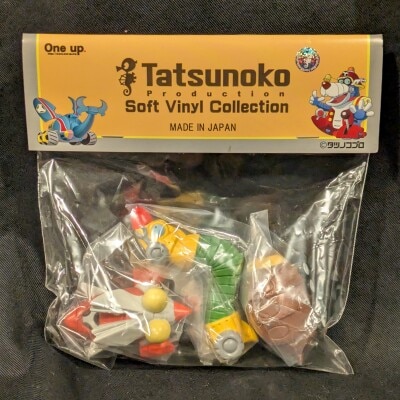 One up.
Tatsunoko
Production
Soft Vinyl Collection
MADE IN JAPAN
©タツノコプロ